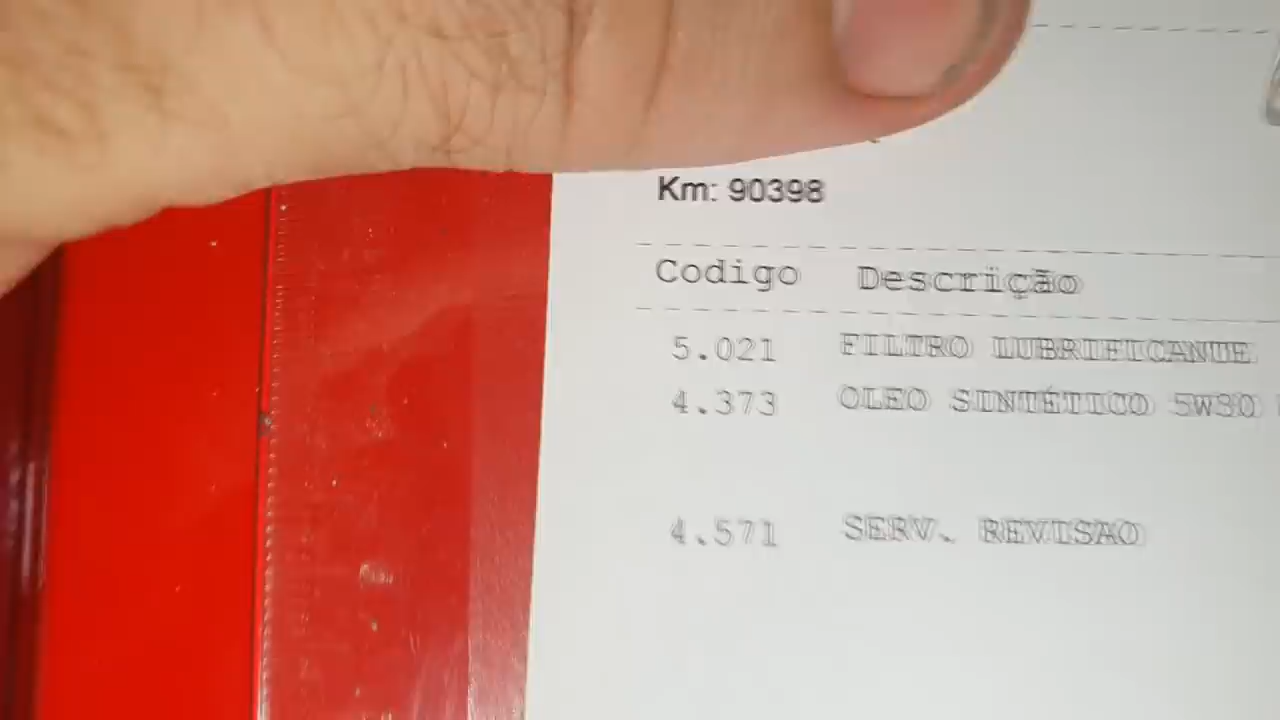 Km: 90398
Codigo Descrição
5.021 FILTRO LUBRIFICANTE
4.373 OLEO SINTÉTICO 5W30
4.571 SERV. REVISAO